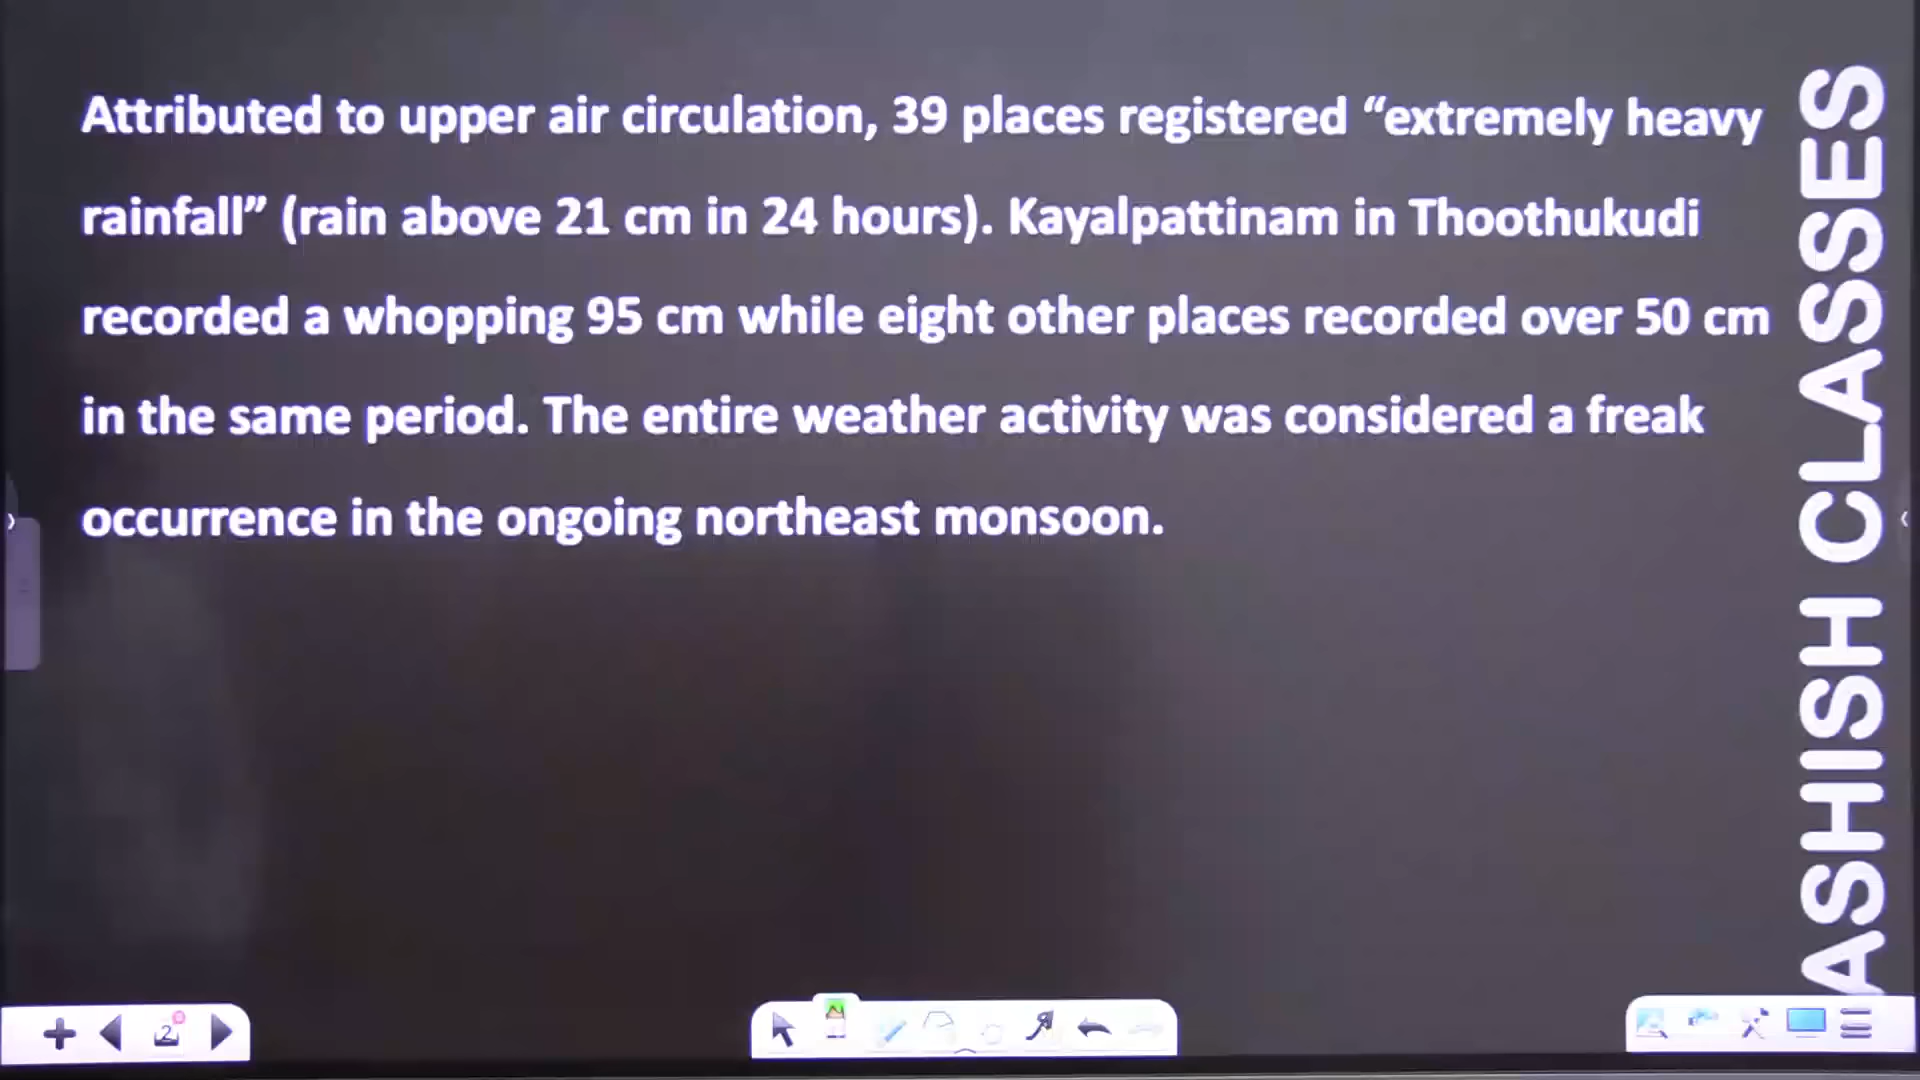 Attributed to upper air circulation, 39 places registered “extremely heavy
rainfall” (rain above 21 cm in 24 hours). Kayalpattinam in Thoothukudi
recorded a whopping 95 cm while eight other places recorded over 50 cm
in the same period. The entire weather activity was considered a freak
occurrence in the ongoing northeast monsoon.
ASHISH CLASSES
2